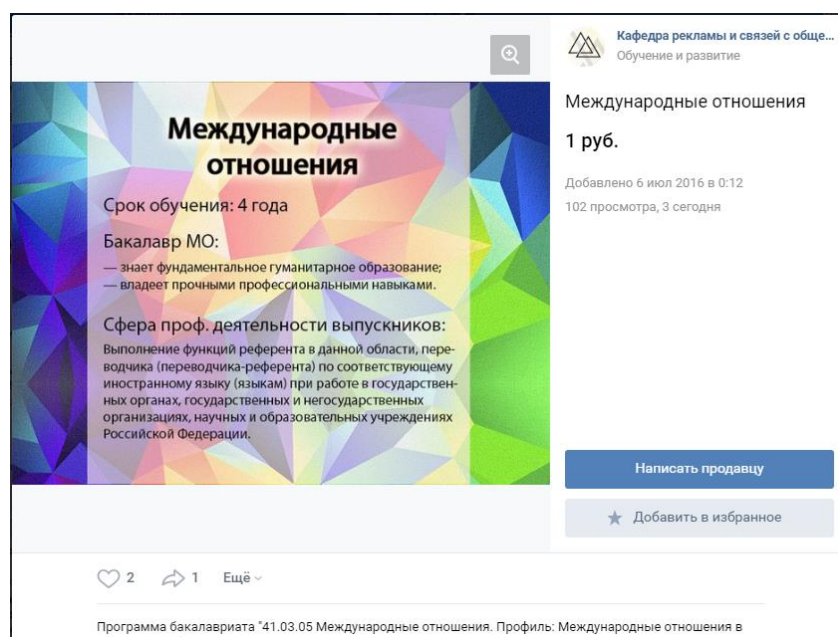 Международные
отношения
Срок обучения: 4 года
Бакалавр МО:
— знает фундаментальное гуманитарное образование;
— владеет прочными профессиональными навыками.
Сфера проф. деятельности выпускников:
Выполнение функций референта в данной области, пере-
водчика (переводчика-референта) по соответствующему
иностранному языку (языкам) при работе в государствен-
ных органах, государственных и негосударственных
организациях, научных и образовательных учреждениях
Российской Федерации.
Кафедра рекламы и связей с обще...
Обучение и развитие
Международные отношения
1 руб.
Добавлено 6 июл 2016 в 0:12
102 просмотра, 3 сегодня
Написать продавцу
Добавить в избранное
2 1 Ещё
Программа бакалавриата "41.03.05 Международные отношения. Профиль: Международные отношения в